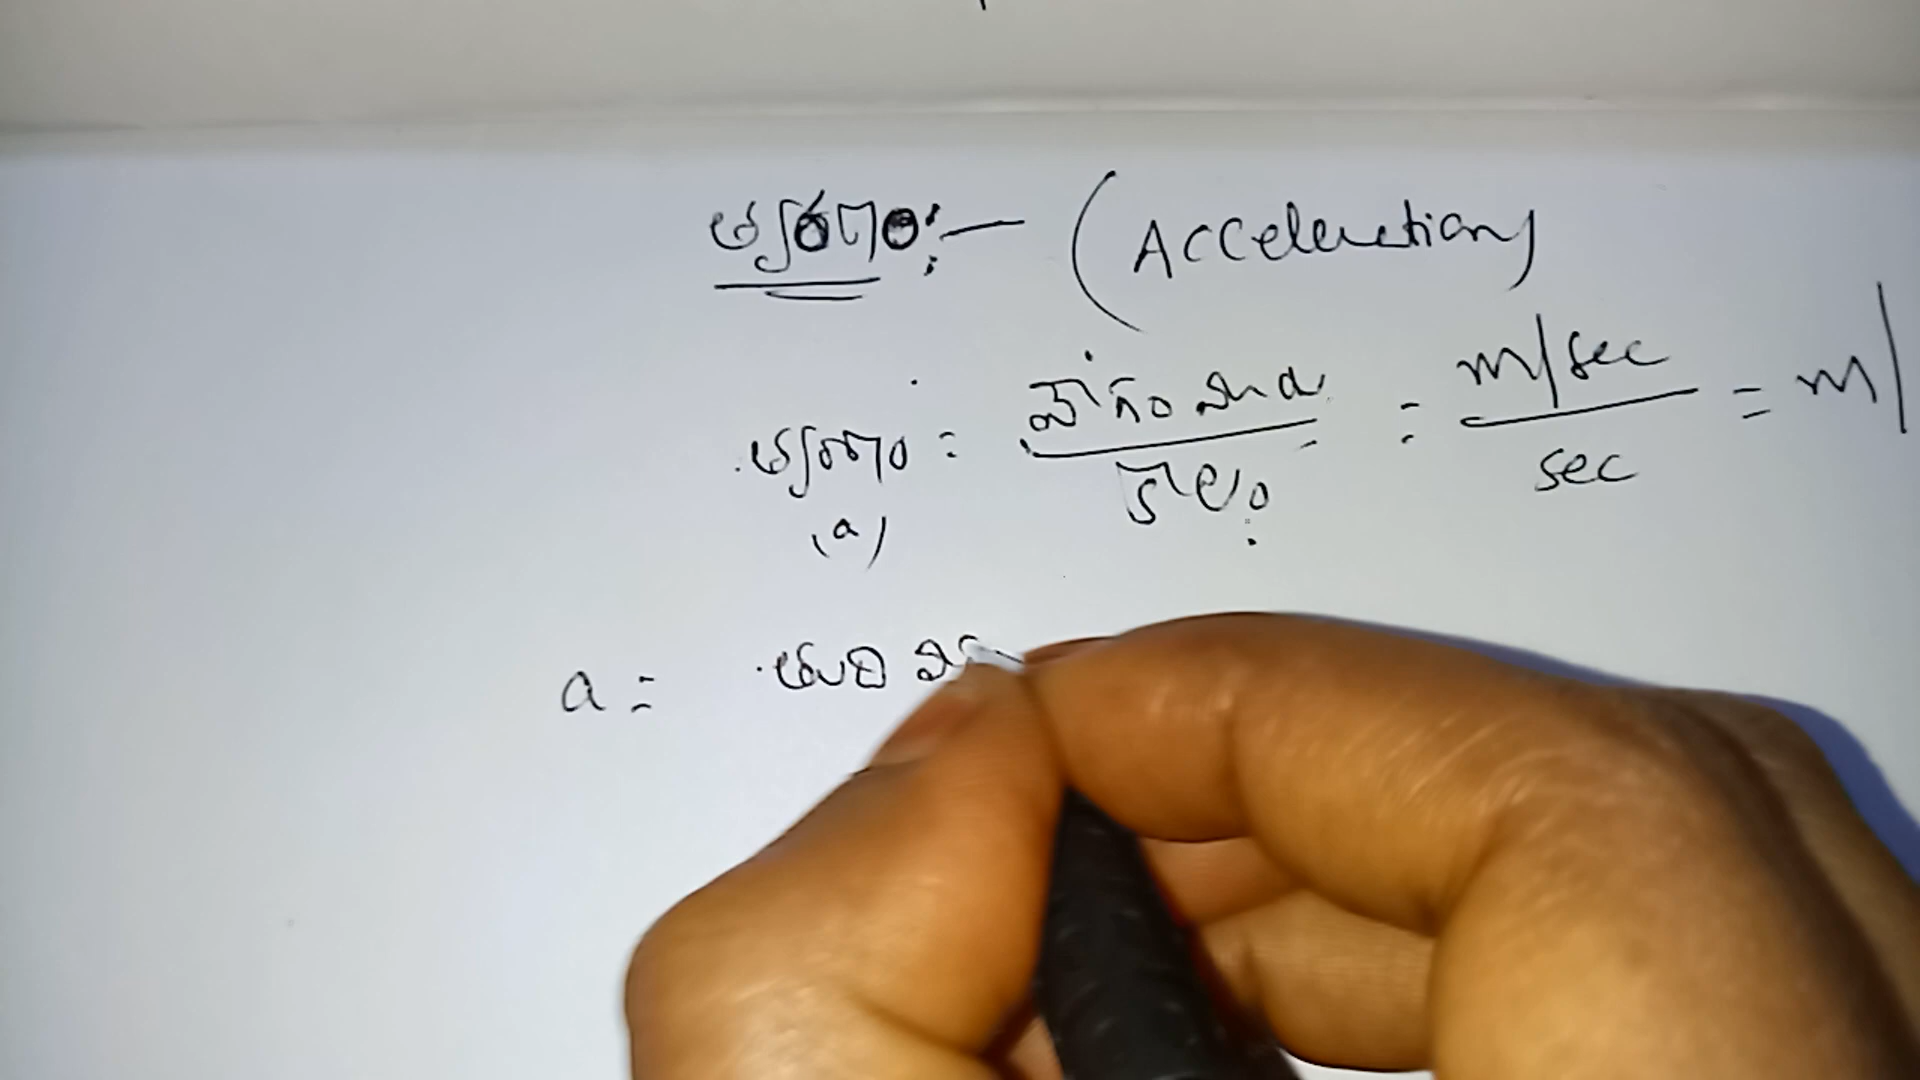 త్వరణం :— (Acceleration)
త్వరణం = వేగం మార్పు / కాలం = m/sec / sec = m/
(a)
a = తుది